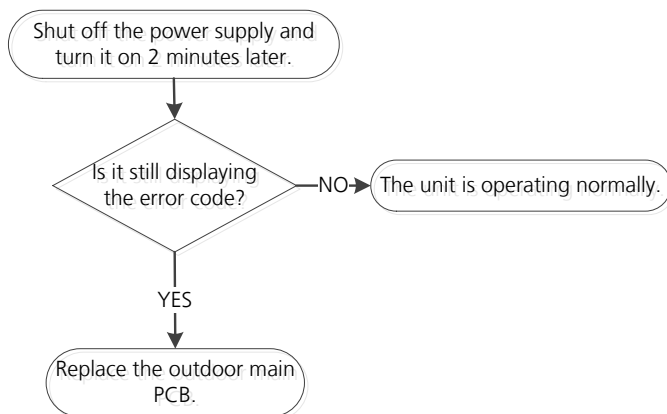 Shut off the power supply and
turn it on 2 minutes later.
Is it still displaying
the error code?
NO
The unit is operating normally.
YES
Replace the outdoor main
PCB.